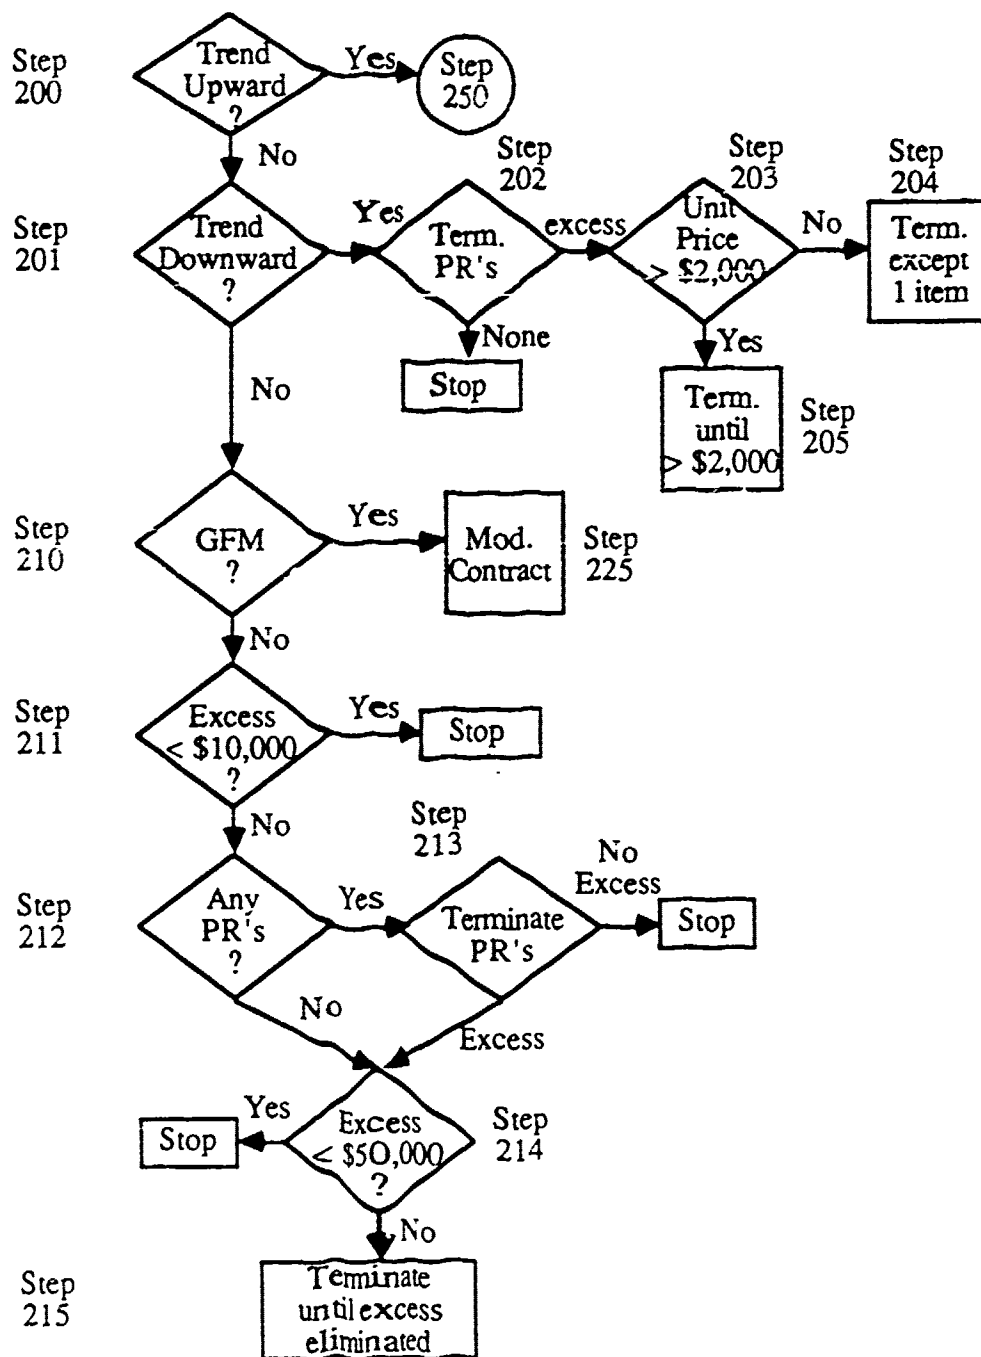 Step
200
Trend
Upward
?
Yes
Step
250
No
Step
201
Trend
Downward
?
Yes
Step
202
Term.
PR's
excess
Step
203
Unit
Price
> $2,000
No
Step
204
Term.
except
1 item
None
Stop
Yes
Term.
until
> $2,000
Step
205
No
Step
210
GFM
?
Yes
Mod.
Contract
Step
225
No
Step
211
Excess
< $10,000
?
Yes
Stop
No
Step
212
Any
PR's
?
Yes
Step
213
Terminate
PR's
No
Excess
Stop
No
Excess
Step
214
Excess
< $50,000
?
Yes
Stop
No
Step
215
Terminate
until excess
eliminated